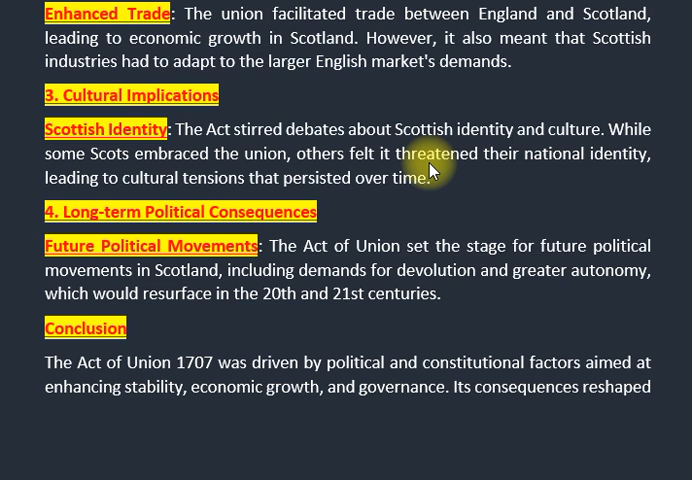 Enhanced Trade: The union facilitated trade between England and Scotland,
leading to economic growth in Scotland. However, it also meant that Scottish
industries had to adapt to the larger English market's demands.
3. Cultural Implications
Scottish Identity: The Act stirred debates about Scottish identity and culture. While
some Scots embraced the union, others felt it threatened their national identity,
leading to cultural tensions that persisted over time.
4. Long-term Political Consequences
Future Political Movements: The Act of Union set the stage for future political
movements in Scotland, including demands for devolution and greater autonomy,
which would resurface in the 20th and 21st centuries.
Conclusion
The Act of Union 1707 was driven by political and constitutional factors aimed at
enhancing stability, economic growth, and governance. Its consequences reshaped